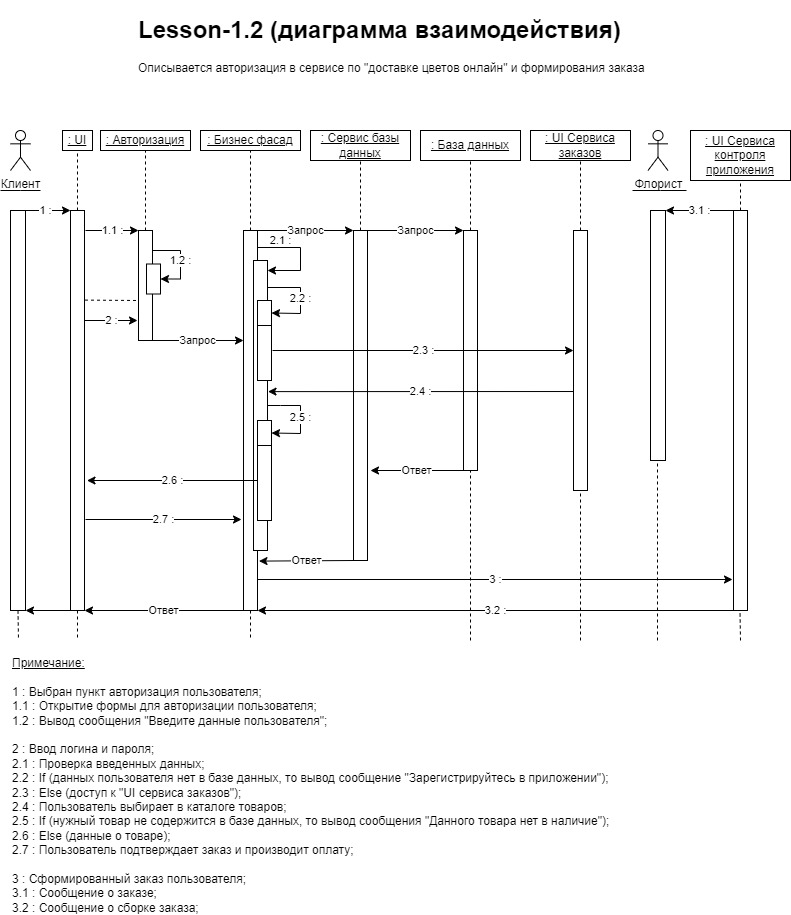 Lesson-1.2 (диаграмма взаимодействия)
Описывается авторизация в сервисе по "доставке цветов онлайн" и формирования заказа
Клиент
: UI
: Авторизация
: Бизнес фасад
: Сервис базы
данных
: База данных
: UI Сервиса
заказов
Флорист
: UI Сервиса
контроля
приложения
1 :
3.1 :
1.1 :
Запрос
Запрос
2.1 :
1.2 :
2.2 :
2 :
Запрос
2.3 :
2.4 :
2.5 :
Ответ
2.6 :
2.7 :
Ответ
3 :
Ответ
3.2 :
Примечание:
1 : Выбран пункт авторизация пользователя;
1.1 : Открытие формы для авторизации пользователя;
1.2 : Вывод сообщения "Введите данные пользователя";
2 : Ввод логина и пароля;
2.1 : Проверка введенных данных;
2.2 : If (данных пользователя нет в базе данных, то вывод сообщение "Зарегистрируйтесь в приложении");
2.3 : Else (доступ к "UI сервиса заказов");
2.4 : Пользователь выбирает в каталоге товаров;
2.5 : If (нужный товар не содержится в базе данных, то вывод сообщения "Данного товара нет в наличие");
2.6 : Else (данные о товаре);
2.7 : Пользователь подтверждает заказ и производит оплату;
3 : Сформированный заказ пользователя;
3.1 : Сообщение о заказе;
3.2 : Сообщение о сборке заказа;